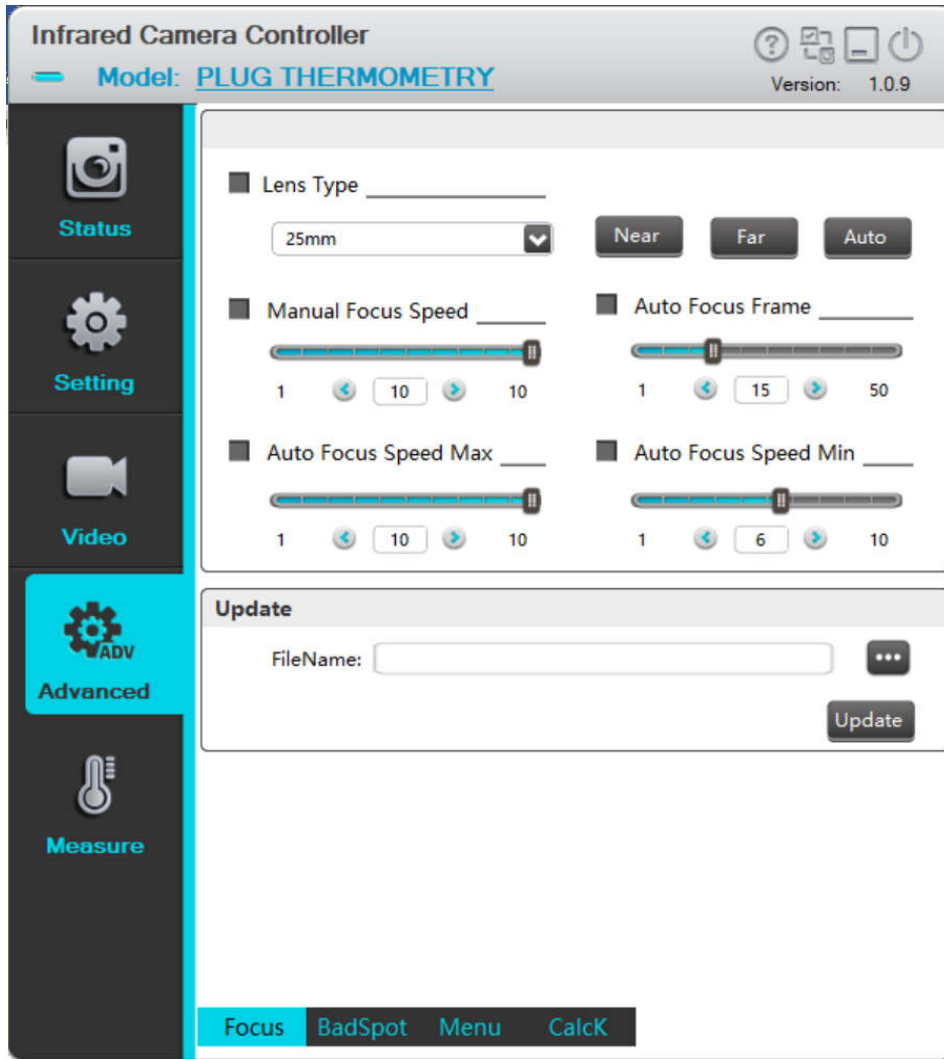 Infrared Camera Controller
Model: PLUG THERMOMETRY
Version: 1.0.9
Status
Setting
Video
ADV
Advanced
Measure
Lens Type
25mm
Near Far Auto
Manual Focus Speed
1 10 10
Auto Focus Frame
1 15 50
Auto Focus Speed Max
1 10 10
Auto Focus Speed Min
1 6 10
Update
FileName:
Update
Focus BadSpot Menu CalcK